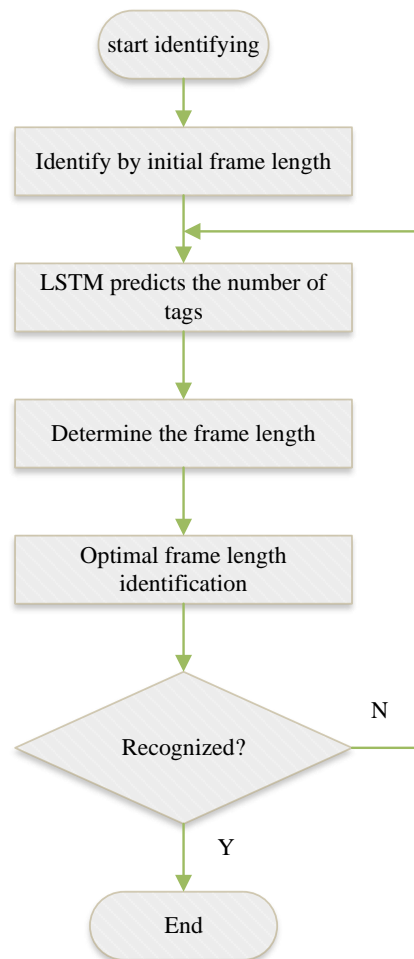 start identifying
Identify by initial frame length
LSTM predicts the number of
tags
Determine the frame length
Optimal frame length
identification
Recognized?
N
Y
End